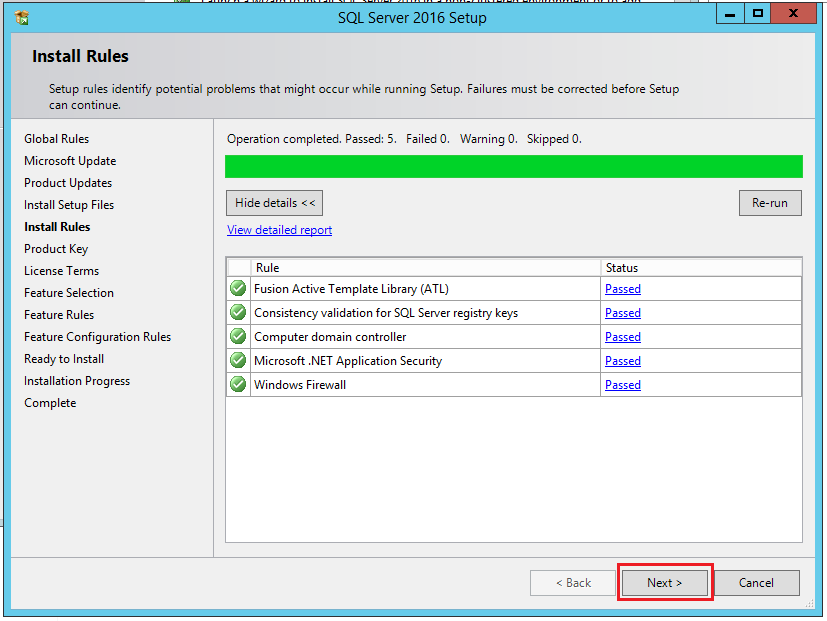 SQL Server 2016 Setup
Install Rules
Setup rules identify potential problems that might occur while running Setup. Failures must be corrected before Setup
can continue.
Global Rules
Microsoft Update
Product Updates
Install Setup Files
Install Rules
Product Key
License Terms
Feature Selection
Feature Rules
Feature Configuration Rules
Ready to Install
Installation Progress
Complete
Operation completed. Passed: 5.   Failed 0.   Warning 0.   Skipped 0.
Hide details <<
Re-run
View detailed report
Rule Status
Fusion Active Template Library (ATL) Passed
Consistency validation for SQL Server registry keys Passed
Computer domain controller Passed
Microsoft .NET Application Security Passed
Windows Firewall Passed
< Back
Next >
Cancel